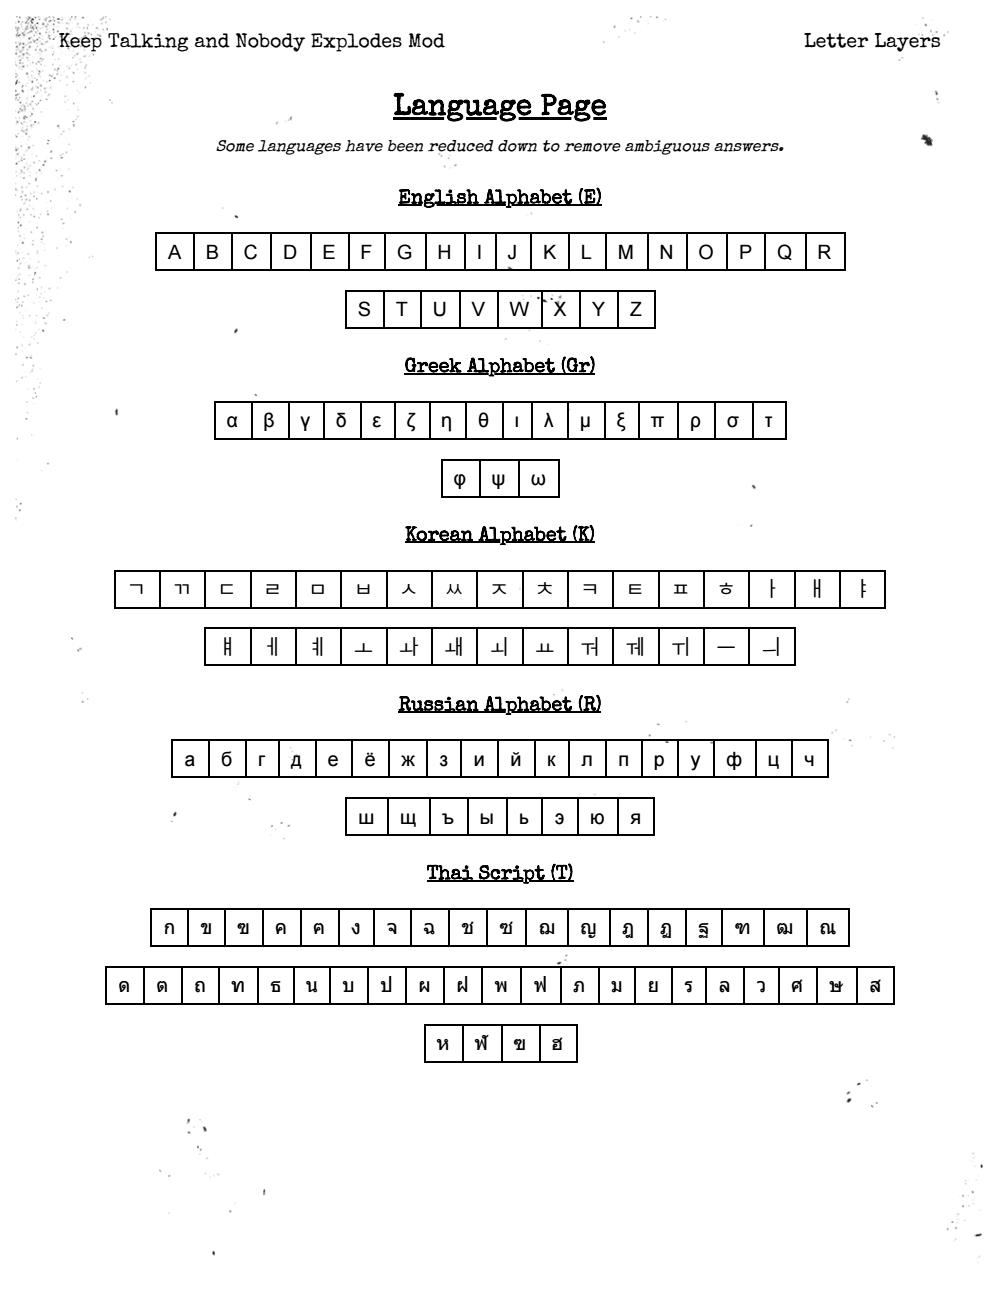 Keep Talking and Nobody Explodes Mod Letter Layers
Language Page
Some languages have been reduced down to remove ambiguous answers.
English Alphabet (E)
A B C D E F G H I J K L M N O P Q R
S T U V W X Y Z
Greek Alphabet (Gr)
α β γ δ ε ζ η θ ι λ μ ξ π ρ σ τ
φ ψ ω
Korean Alphabet (K)
ㄱ ㄲ ㄷ ㄹ ㅁ ㅂ ㅅ ㅆ ㅈ ㅊ ㅋ ㅌ ㅍ ㅎ ㅏ ㅐ ㅑ
ㅒ ㅔ ㅖ ㅗ ㅘ ㅙ ㅚ ㅛ ㅝ ㅞ ㅟ ㅡ ㅢ
Russian Alphabet (R)
а б г д е ё ж з и й к л п р у ф ц ч
ш щ ъ ы ь э ю я
Thai Script (T)
ก ข ฃ ค ฅ ง จ ฉ ช ซ ฌ ญ ฎ ฏ ฐ ฑ ฒ ณ
ด ต ถ ท ธ น บ ป ผ ฝ พ ฟ ภ ม ย ร ล ว ศ ษ ส
ห ฬ ฃ ฮ